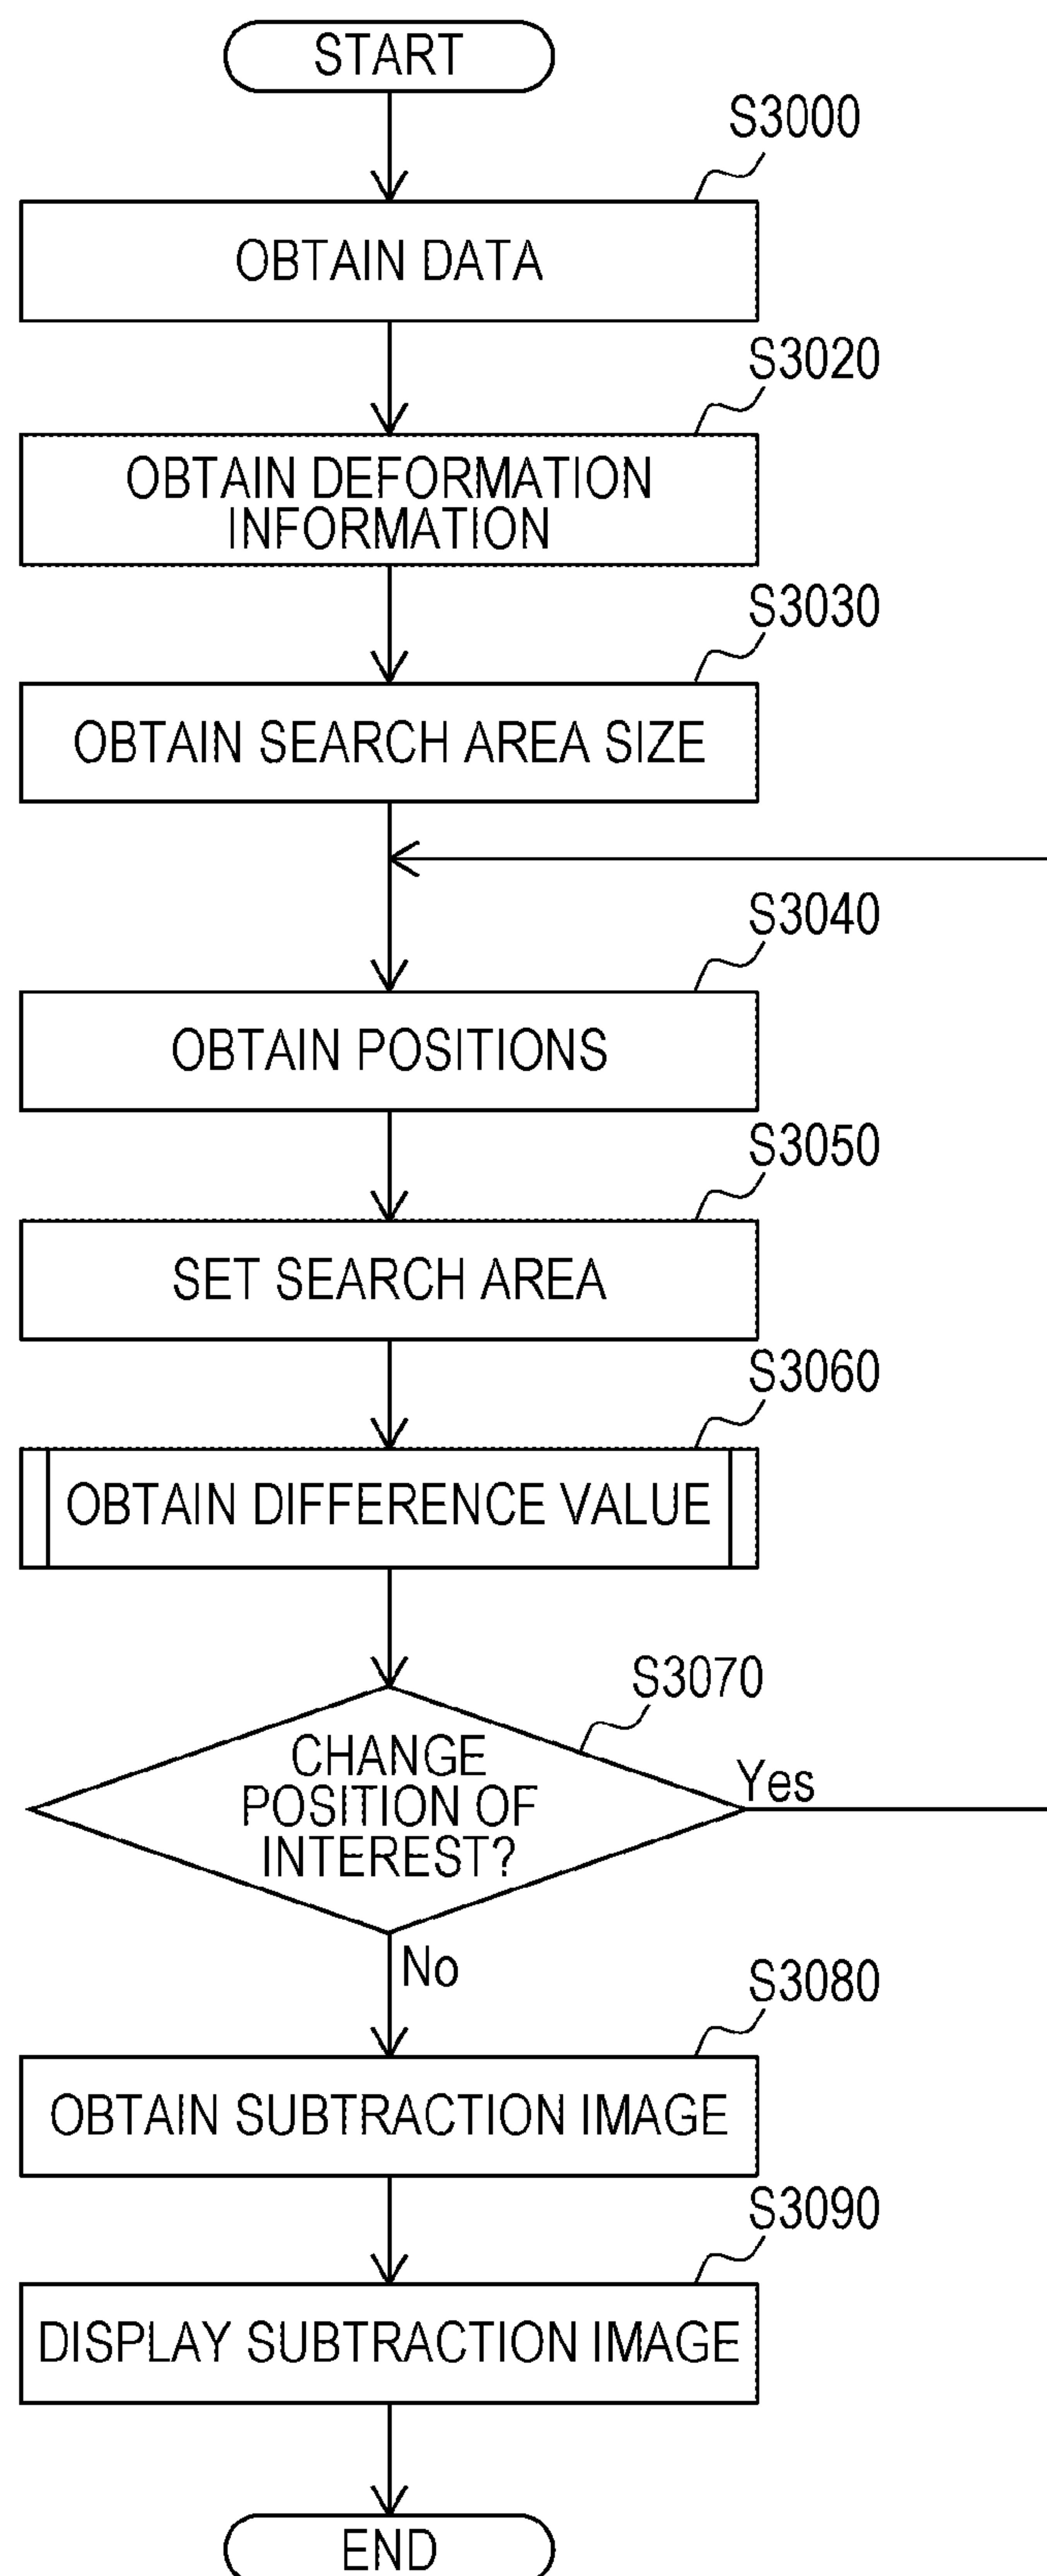 START
S3000
OBTAIN DATA
S3020
OBTAIN DEFORMATION
INFORMATION
S3030
OBTAIN SEARCH AREA SIZE
S3040
OBTAIN POSITIONS
S3050
SET SEARCH AREA
S3060
OBTAIN DIFFERENCE VALUE
S3070
CHANGE
POSITION OF
INTEREST?
Yes
No
S3080
OBTAIN SUBTRACTION IMAGE
S3090
DISPLAY SUBTRACTION IMAGE
END